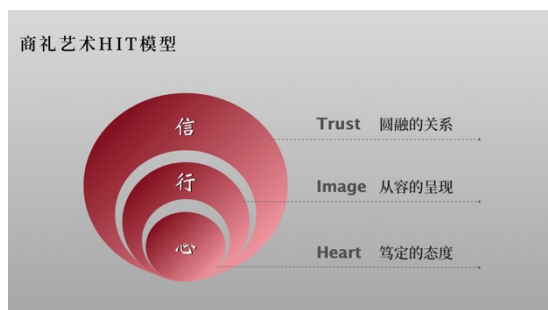 商礼艺术HIT模型
信
Trust 圆融的关系
行
Image 从容的呈现
心
Heart 笃定的态度